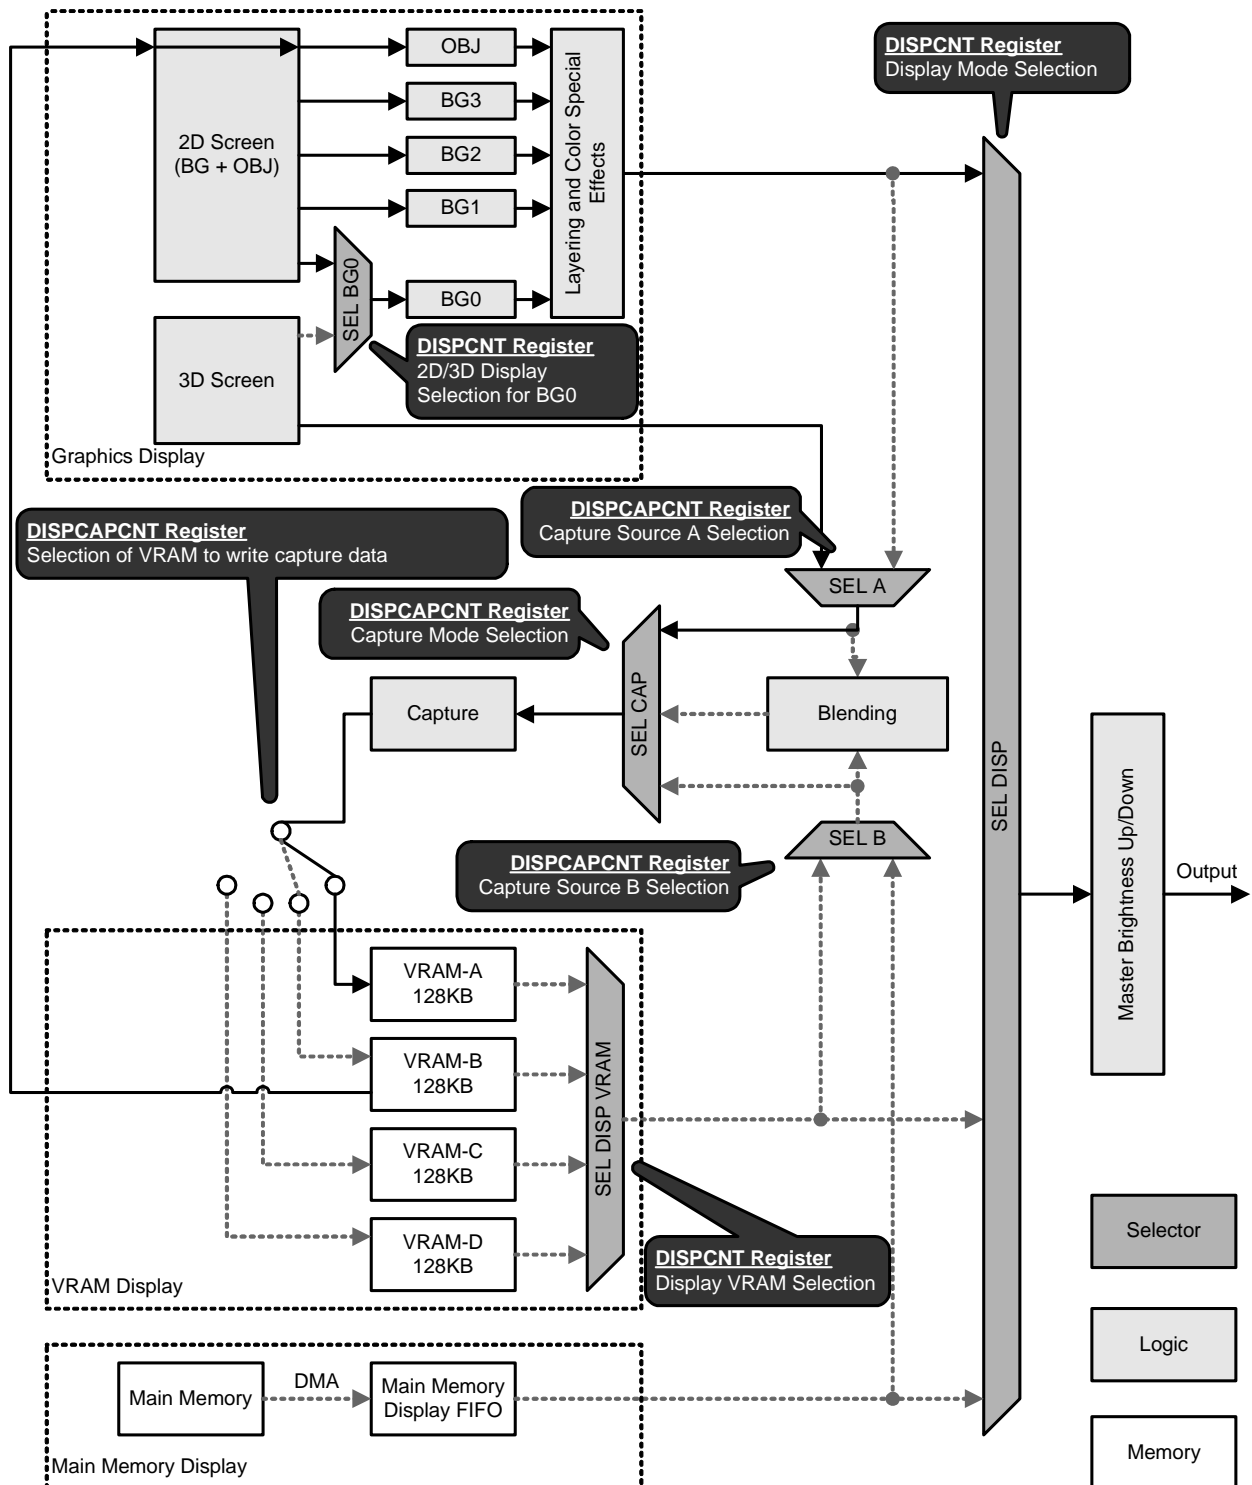 OBJ
DISPCNT Register
Display Mode Selection
BG3
2D Screen
(BG + OBJ)
BG2
BG1
Layering and Color Special
Effects
SEL BG0
BG0
DISPCNT Register
2D/3D Display
Selection for BG0
3D Screen
Graphics Display
DISPCAPCNT Register
Capture Source A Selection
DISPCAPCNT Register
Selection of VRAM to write capture data
SEL A
DISPCAPCNT Register
Capture Mode Selection
Capture
SEL CAP
Blending
SEL DISP
SEL B
DISPCAPCNT Register
Capture Source B Selection
Master Brightness Up/Down
Output
VRAM-A
128KB
VRAM-B
128KB
VRAM-C
128KB
VRAM-D
128KB
SEL DISP VRAM
DISPCNT Register
Display VRAM Selection
VRAM Display
Selector
Logic
Main Memory
DMA
Main Memory
Display FIFO
Main Memory Display
Memory